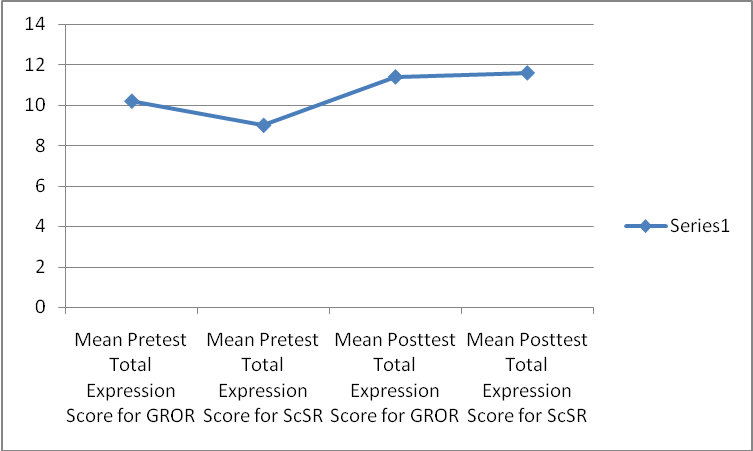 14
12
10
8
6
4
2
0
Mean Pretest Total Expression Score for GROR
Mean Pretest Total Expression Score for ScSR
Mean Posttest Total Expression Score for GROR
Mean Posttest Total Expression Score for ScSR
Series1